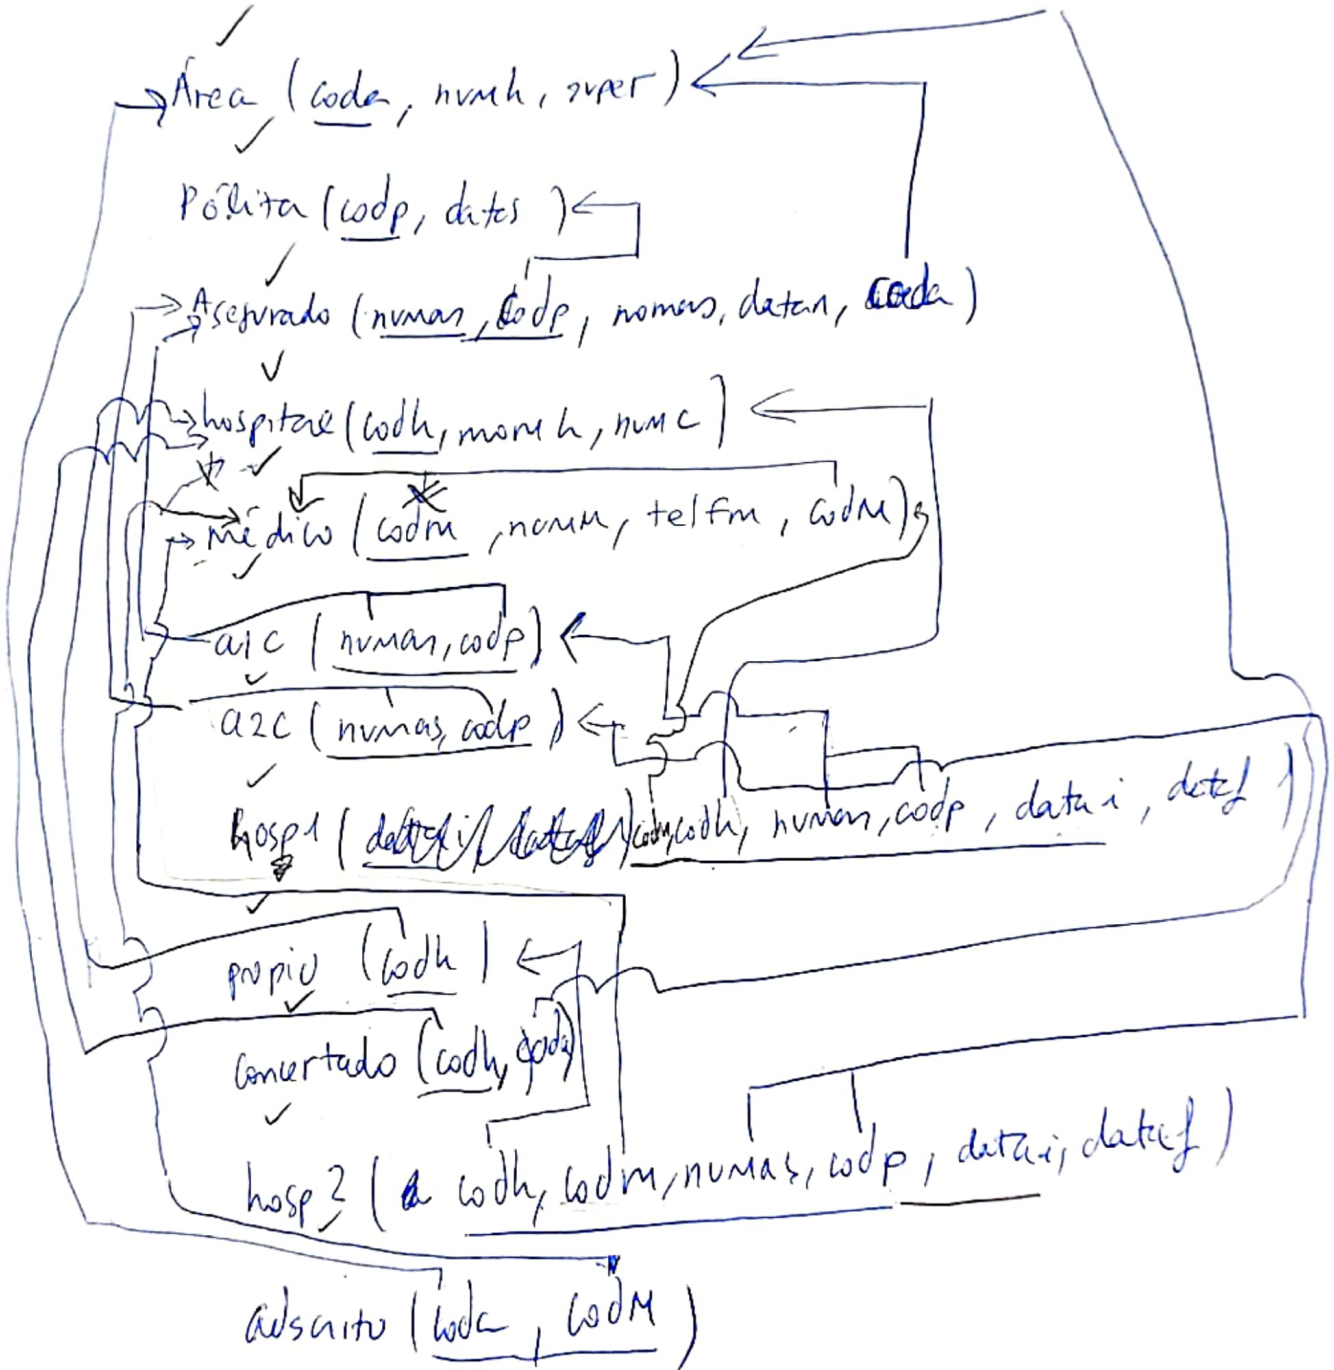 Área (coda, numh, super)
Póliza (codp, datos)
Asegurado (numas, codp, nomas, datan, coda)
hospital (codh, nomh, numc)
médico (codm, nomm, telfm, codM)
a1c (numas, codp)
a2c (numas, codp)
hosp1 (codm, codh, numas, codp, datai, dataf)
propio (codh)
concertado (codh, coda)
hosp2 (codh, codm, numas, codp, datai, dataf)
adscrito (coda, codM)